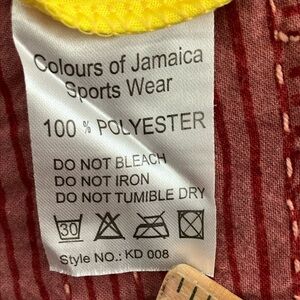 Colours of Jamaica
Sports Wear
100 % POLYESTER
DO NOT BLEACH
DO NOT IRON
DO NOT TUMBLE DRY
30
Style NO.: KD 008